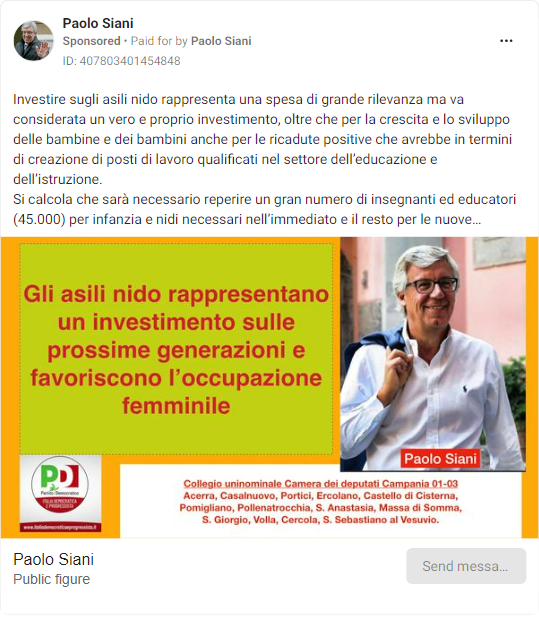 Paolo Siani
Sponsored • Paid for by Paolo Siani
ID: 407803401454848
Investire sugli asili nido rappresenta una spesa di grande rilevanza ma va
considerata un vero e proprio investimento, oltre che per la crescita e lo sviluppo
delle bambine e dei bambini anche per le ricadute positive che avrebbe in termini
di creazione di posti di lavoro qualificati nel settore dell'educazione e
dell'istruzione.
Si calcola che sarà necessario reperire un gran numero di insegnanti ed educatori
(45.000) per infanzia e nidi necessari nell'immediato e il resto per le nuove...
Gli asili nido rappresentano
un investimento sulle
prossime generazioni e
favoriscono l'occupazione
femminile
Paolo Siani
PD
Partito Democratico
ITALIA DEMOCRATICA
E PROGRESSISTA
www.italiademocraticaeprogressista.it
Collegio uninominale Camera dei deputati Campania 01-03
Acerra, Casalnuovo, Portici, Ercolano, Castello di Cisterna,
Pomigliano, Pollenatrocchia, S. Anastasia, Massa di Somma,
S. Giorgio, Volla, Cercola, S. Sebastiano al Vesuvio.
Paolo Siani
Public figure
Send messa...